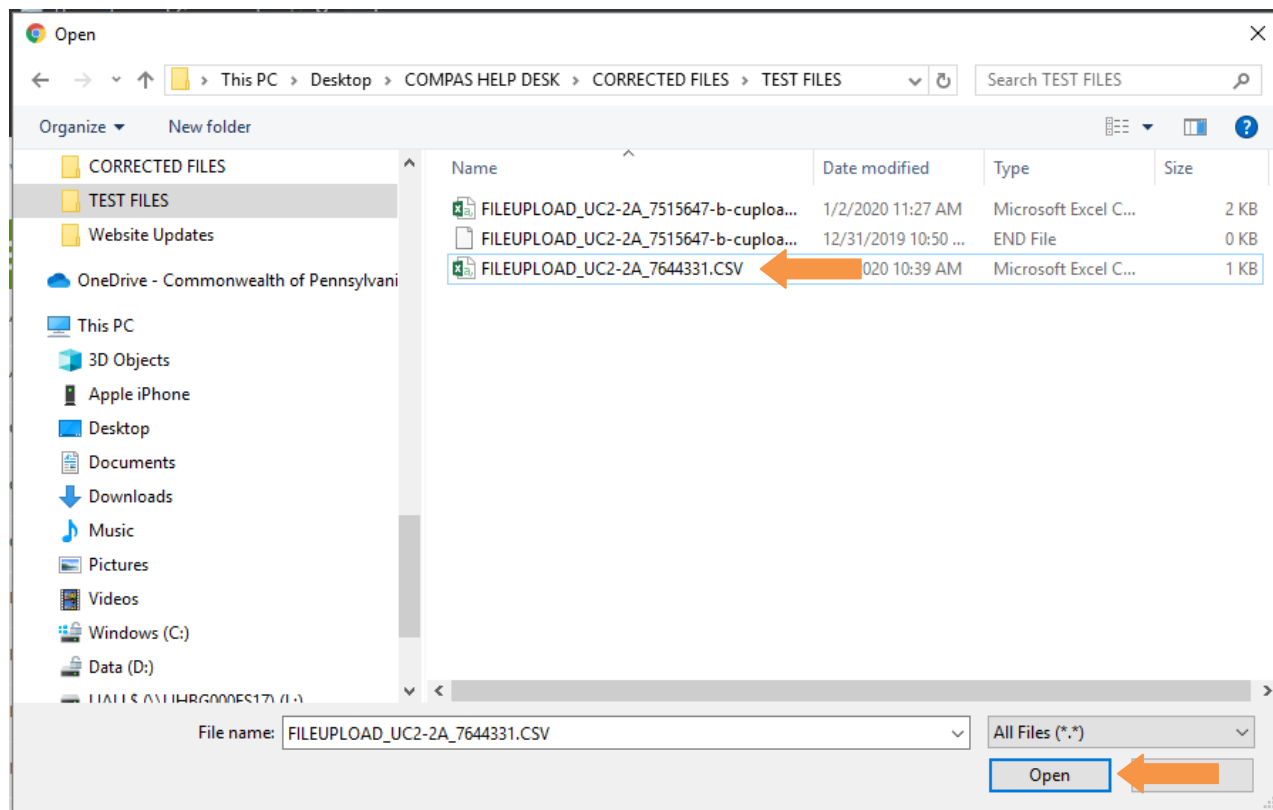 Open
This PC > Desktop > COMPAS HELP DESK > CORRECTED FILES > TEST FILES
Search TEST FILES
Organize
New folder
CORRECTED FILES
TEST FILES
Website Updates
OneDrive - Commonwealth of Pennsylvani
This PC
3D Objects
Apple iPhone
Desktop
Documents
Downloads
Music
Pictures
Videos
Windows (C:)
Data (D:)
Name Date modified Type Size
FILEUPLOAD_UC2-2A_7515647-b-cuploa... 1/2/2020 11:27 AM Microsoft Excel C... 2 KB
FILEUPLOAD_UC2-2A_7515647-b-cuploa... 12/31/2019 10:50 ... END File 0 KB
FILEUPLOAD_UC2-2A_7644331.CSV 020 10:39 AM Microsoft Excel C... 1 KB
File name: FILEUPLOAD_UC2-2A_7644331.CSV All Files (*.*)
Open